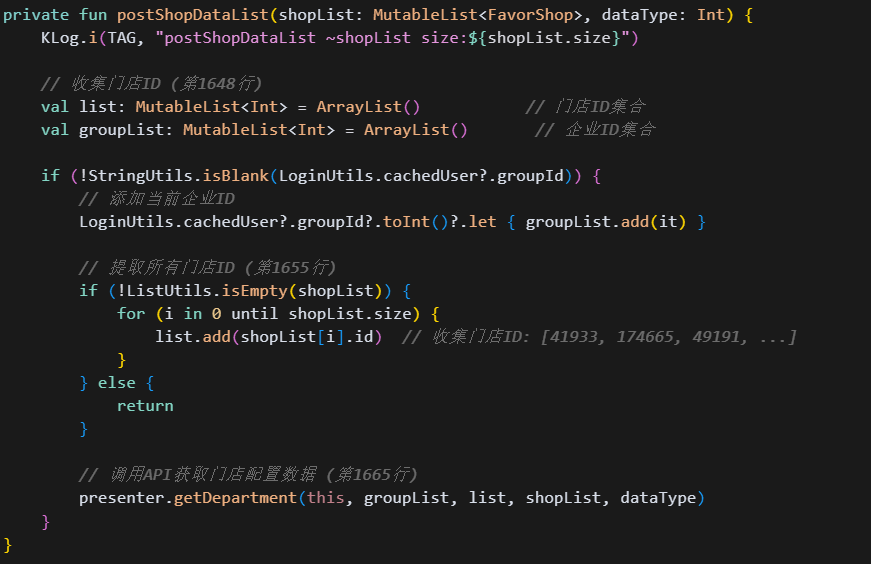 private fun postShopDataList(shopList: MutableList<FavorShop>, dataType: Int) {
    KLog.i(TAG, "postShopDataList ~shopList size:${shopList.size}")

    // 收集门店ID (第1648行)
    val list: MutableList<Int> = ArrayList()           // 门店ID集合
    val groupList: MutableList<Int> = ArrayList()       // 企业ID集合

    if (!StringUtils.isBlank(LoginUtils.cachedUser?.groupId)) {
        // 添加当前企业ID
        LoginUtils.cachedUser?.groupId?.toInt()?.let { groupList.add(it) }

        // 提取所有门店ID (第1655行)
        if (!ListUtils.isEmpty(shopList)) {
            for (i in 0 until shopList.size) {
                list.add(shopList[i].id)  // 收集门店ID: [41933, 174665, 49191, ...]
            }
        } else {
            return
        }

        // 调用API获取门店配置数据 (第1665行)
        presenter.getDepartment(this, groupList, list, shopList, dataType)
    }
}